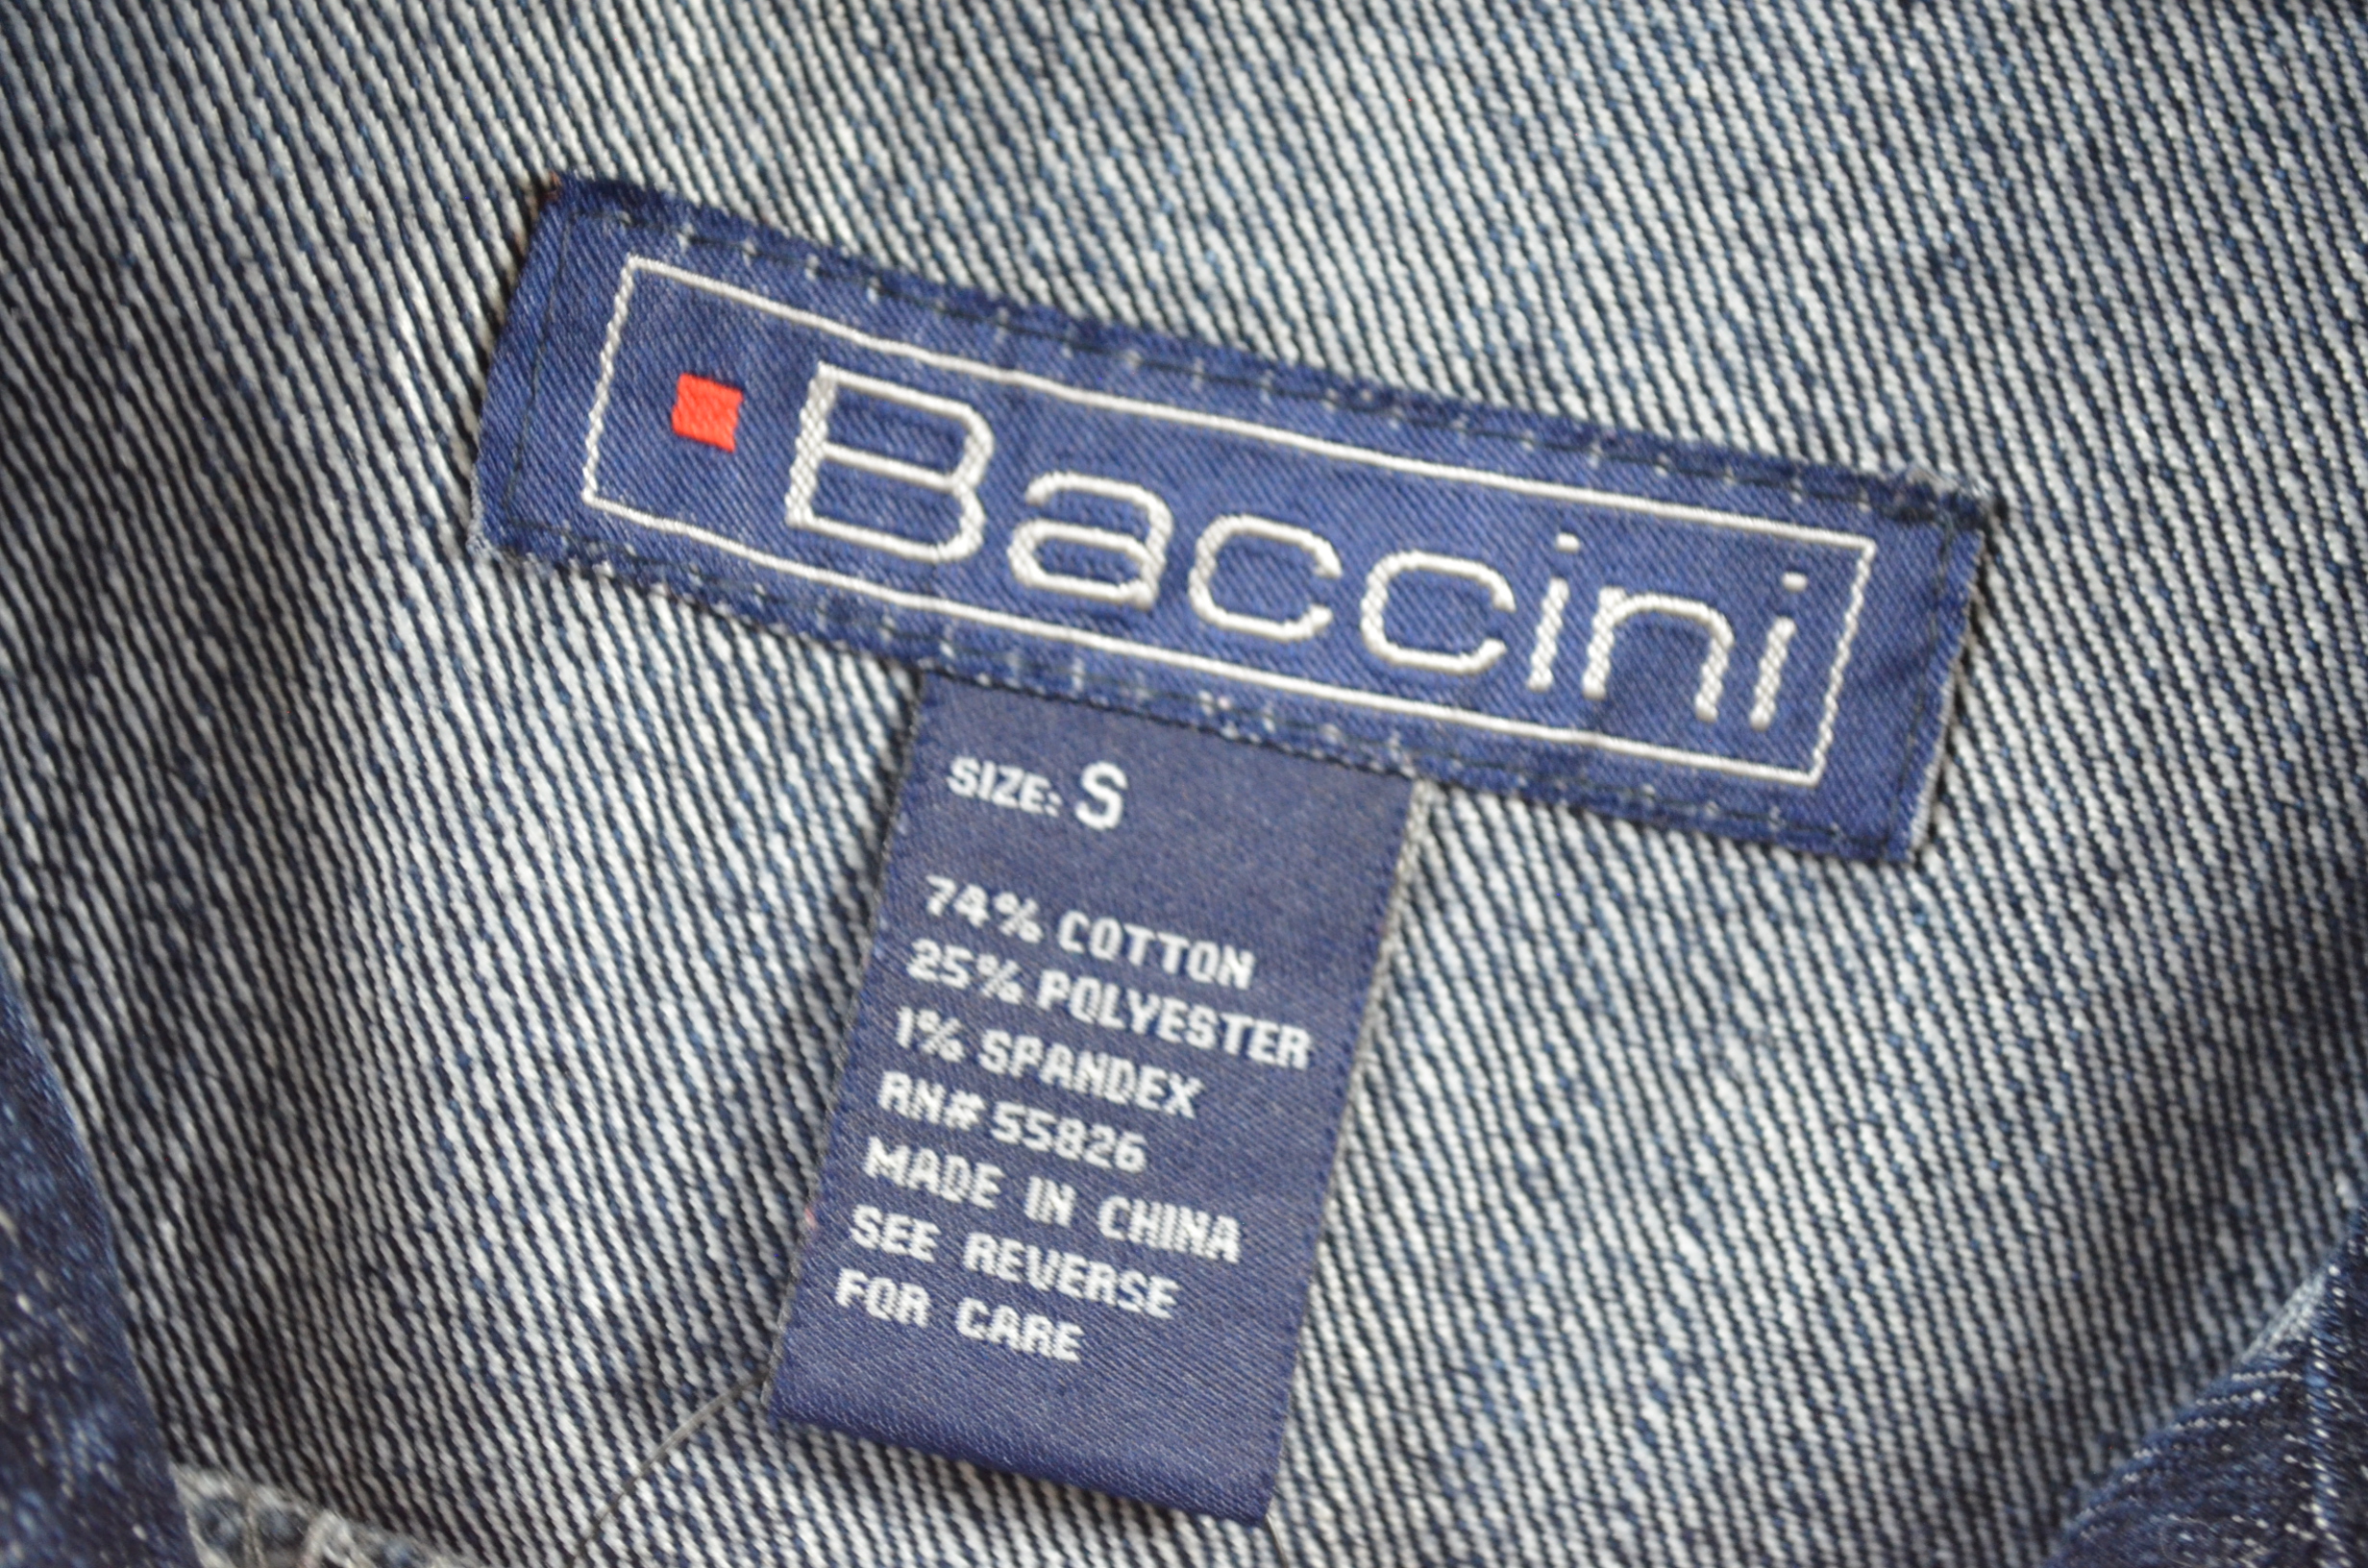 Baccini
SIZE: S
74% COTTON
25% POLYESTER
1% SPANDEX
RN# 55826
MADE IN CHINA
SEE REVERSE
FOR CARE